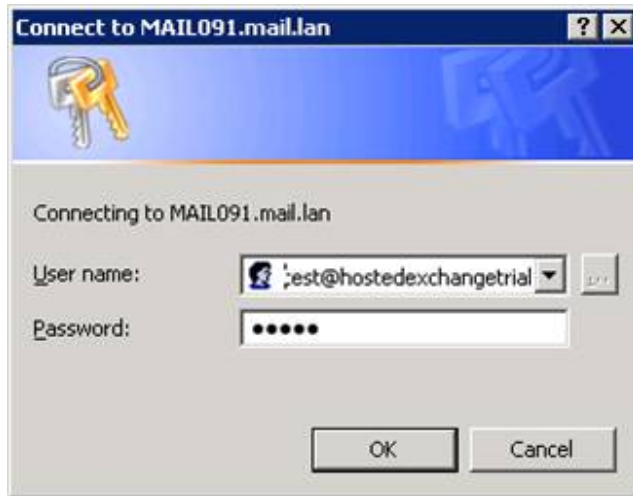 Connect to MAIL091.mail.lan
Connecting to MAIL091.mail.lan
User name: est@hostedexchangetrial
Password: •••••
OK Cancel